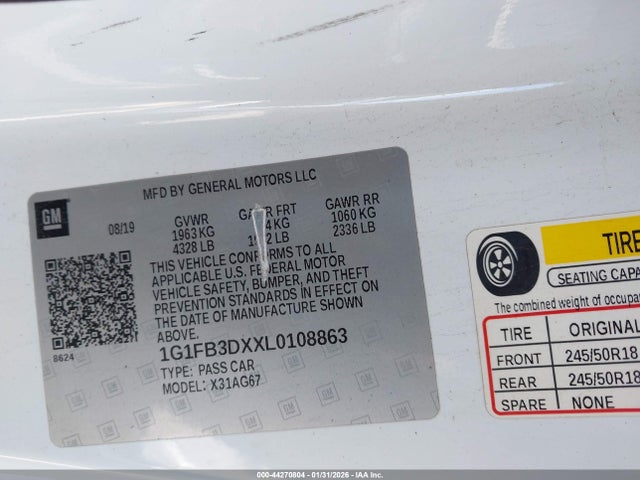 MFD BY GENERAL MOTORS LLC
GM
08/19
GVWR GAWR FRT GAWR RR
1963 KG 4 KG 1060 KG
4328 LB LB 2336 LB
THIS VEHICLE CONFORMS TO ALL
APPLICABLE U.S. FEDERAL MOTOR
VEHICLE SAFETY, BUMPER, AND THEFT
PREVENTION STANDARDS IN EFFECT ON
THE DATE OF MANUFACTURE SHOWN
ABOVE.
8624
1G1FB3DXXL0108863
TYPE: PASS CAR
MODEL: X31AG67
TIRE
SEATING CAPA
The combined weight of occupa
TIRE ORIGINAL
FRONT 245/50R18
REAR 245/50R18
SPARE NONE
000-44270804 - 01/31/2026 - IAA Inc.